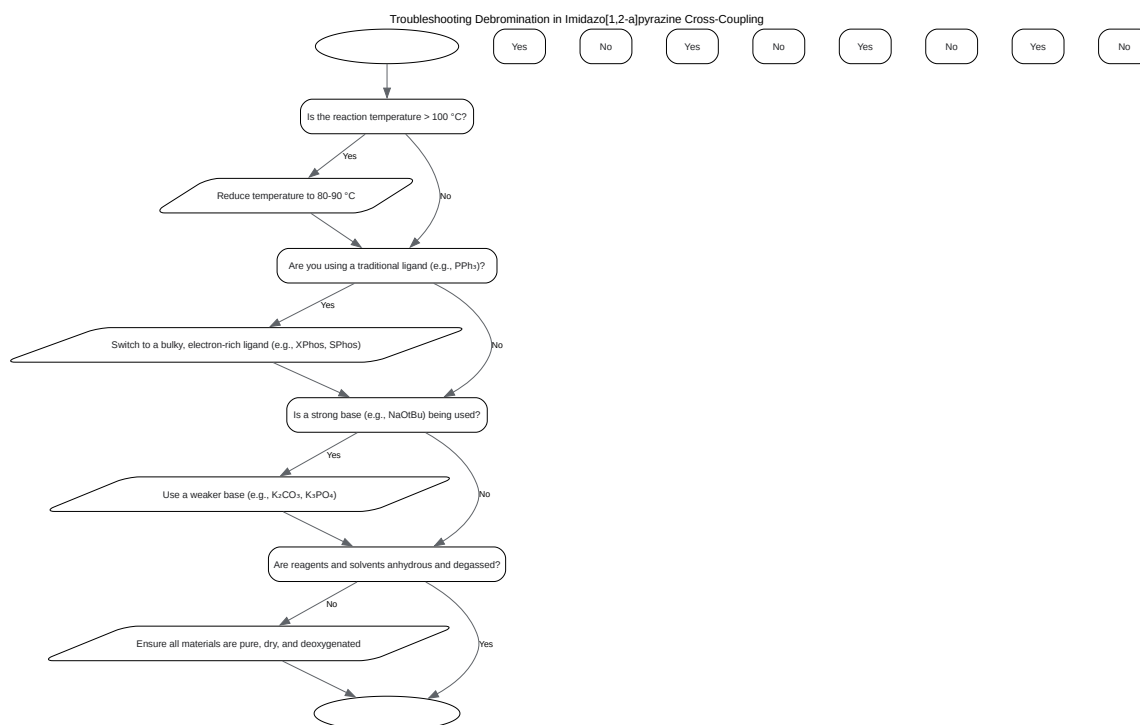 Troubleshooting Debromination in Imidazo[1,2-a]pyrazine Cross-Coupling
Yes
No
Yes
No
Yes
No
Yes
No
Is the reaction temperature > 100 °C?
Yes
Reduce temperature to 80-90 °C
No
Are you using a traditional ligand (e.g., PPh₃)?
Yes
Switch to a bulky, electron-rich ligand (e.g., XPhos, SPhos)
No
Is a strong base (e.g., NaOtBu) being used?
Yes
Use a weaker base (e.g., K₂CO₃, K₃PO₄)
No
Are reagents and solvents anhydrous and degassed?
No
Ensure all materials are pure, dry, and deoxygenated
Yes